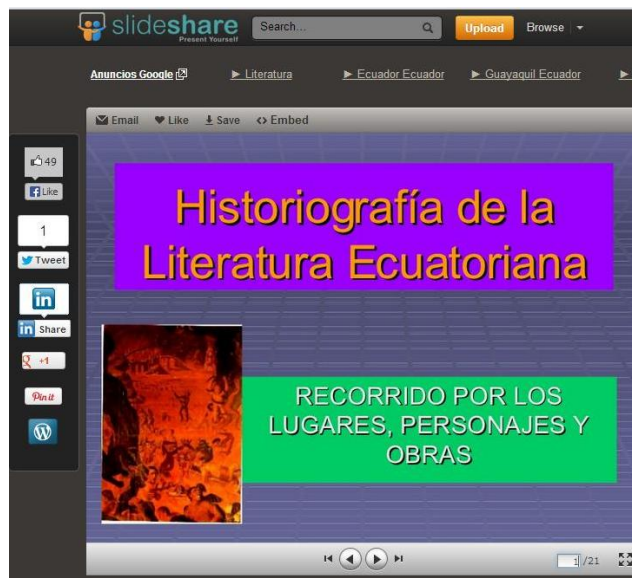 slideshare
Present Yourself
Search...
Upload
Browse
Anuncios Google
Literatura
Ecuador Ecuador
Guayaquil Ecuador
Email
Like
Save
Embed
49
Like
1
Tweet
in
in Share
g +1
Pin it
W
Historiografía de la
Literatura Ecuatoriana
RECORRIDO POR LOS
LUGARES, PERSONAJES Y
OBRAS
1 /21